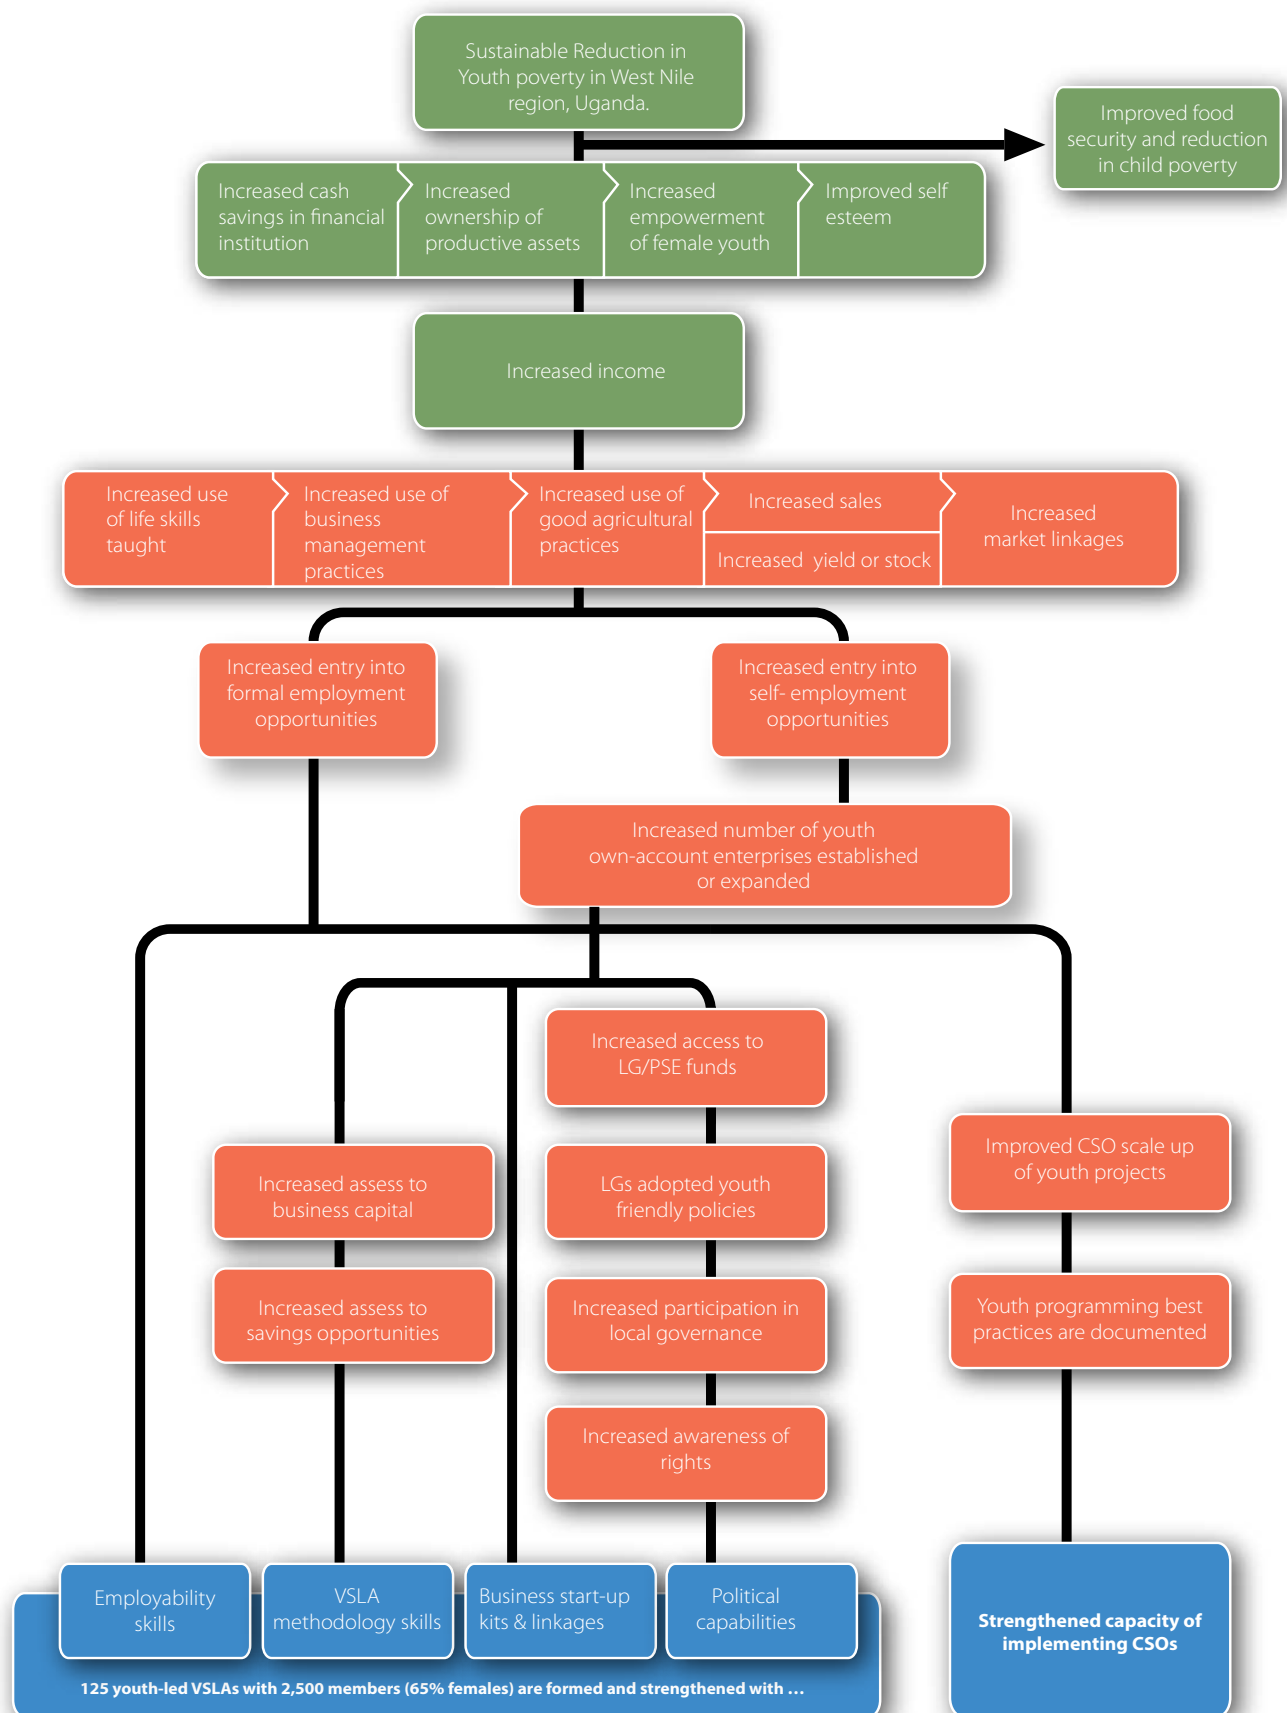 Sustainable Reduction in
Youth poverty in West Nile
region, Uganda.
Improved food
security and reduction
in child poverty
Increased cash
savings in financial
institution
Increased
ownership of
productive assets
Increased
empowerment
of female youth
Improved self
esteem
Increased income
Increased use
of life skills
taught
Increased use of
business
management
practices
Increased use of
good agricultural
practices
Increased sales
Increased yield or stock
Increased
market linkages
Increased entry into
formal employment
opportunities
Increased entry into
self- employment
opportunities
Increased number of youth
own-account enterprises established
or expanded
Increased access to
LG/PSE funds
Increased assess to
business capital
LGs adopted youth
friendly policies
Improved CSO scale up
of youth projects
Increased assess to
savings opportunities
Increased participation in
local governance
Youth programming best
practices are documented
Increased awareness of
rights
Employability
skills
VSLA
methodology skills
Business start-up
kits & linkages
Political
capabilities
Strengthened capacity of
implementing CSOs
125 youth-led VSLAs with 2,500 members (65% females) are formed and strengthened with ...